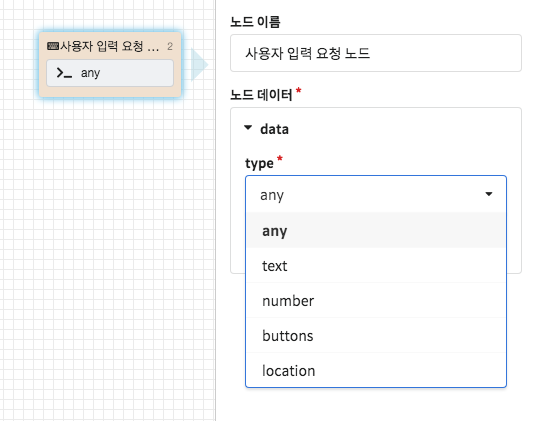 사용자 입력 요청 ... 2
any
노드 이름
사용자 입력 요청 노드
노드 데이터 *
data
type *
any
any
text
number
buttons
location